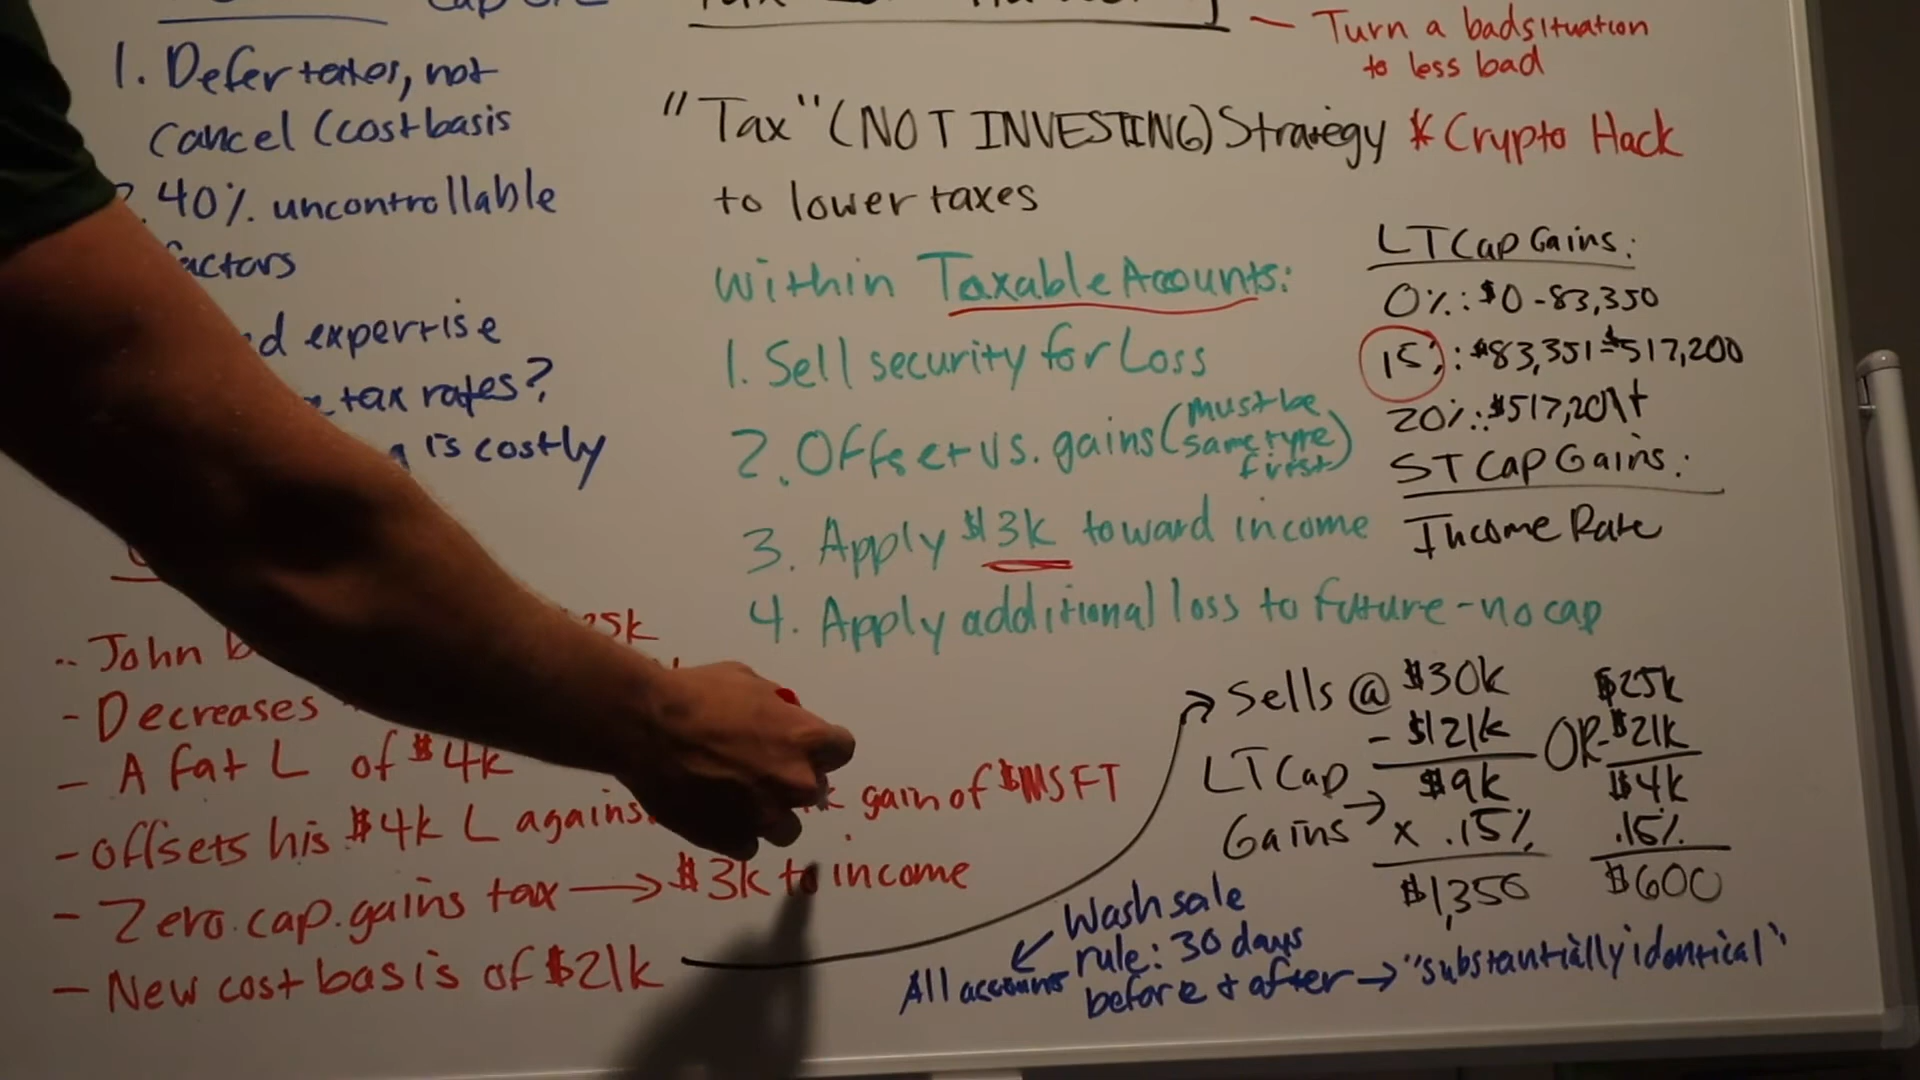 1. Defer taxes, not
cancel (cost basis
40% uncontrollable
factors
expertise
tax rates?
is costly
Turn a bad situation
to less bad
"Tax" (NOT INVESTING) Strategy * Crypto Hack
to lower taxes
Within Taxable Accounts:
1. Sell security for Loss
2. Offset vs. gains (must be
same type
first)
3. Apply $3k toward income
4. Apply additional loss to future - no cap
LT Cap Gains:
0%: $0 - 83,350
15%: $83,351 - $517,200
20%: $517,201+
ST Cap Gains:
Income Rate
- John
- Decreases
- A fat L of $4k
- Offsets his $4k L agains gain of $MSFT
- Zero cap. gains tax → $3k to income
- New cost basis of $21k
Sells @ $30k
- $21k
LT Cap $9k
Gains → x .15%
$1,350
OR
$25k
- $21k
$4k
.15%
$600
Wash sale
rule: 30 days
before + after → "substantially identical"
All accounts